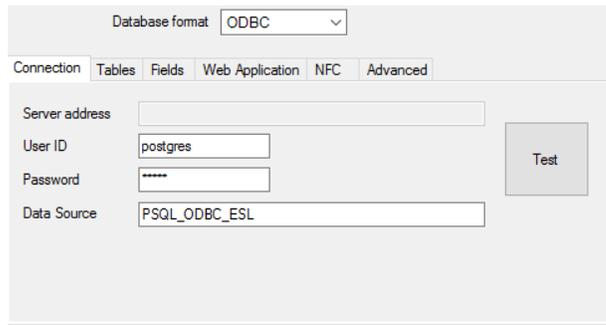 Database format ODBC
Connection Tables Fields Web Application NFC Advanced
Server address
User ID postgres
Test
Password *****
Data Source PSQL_ODBC_ESL